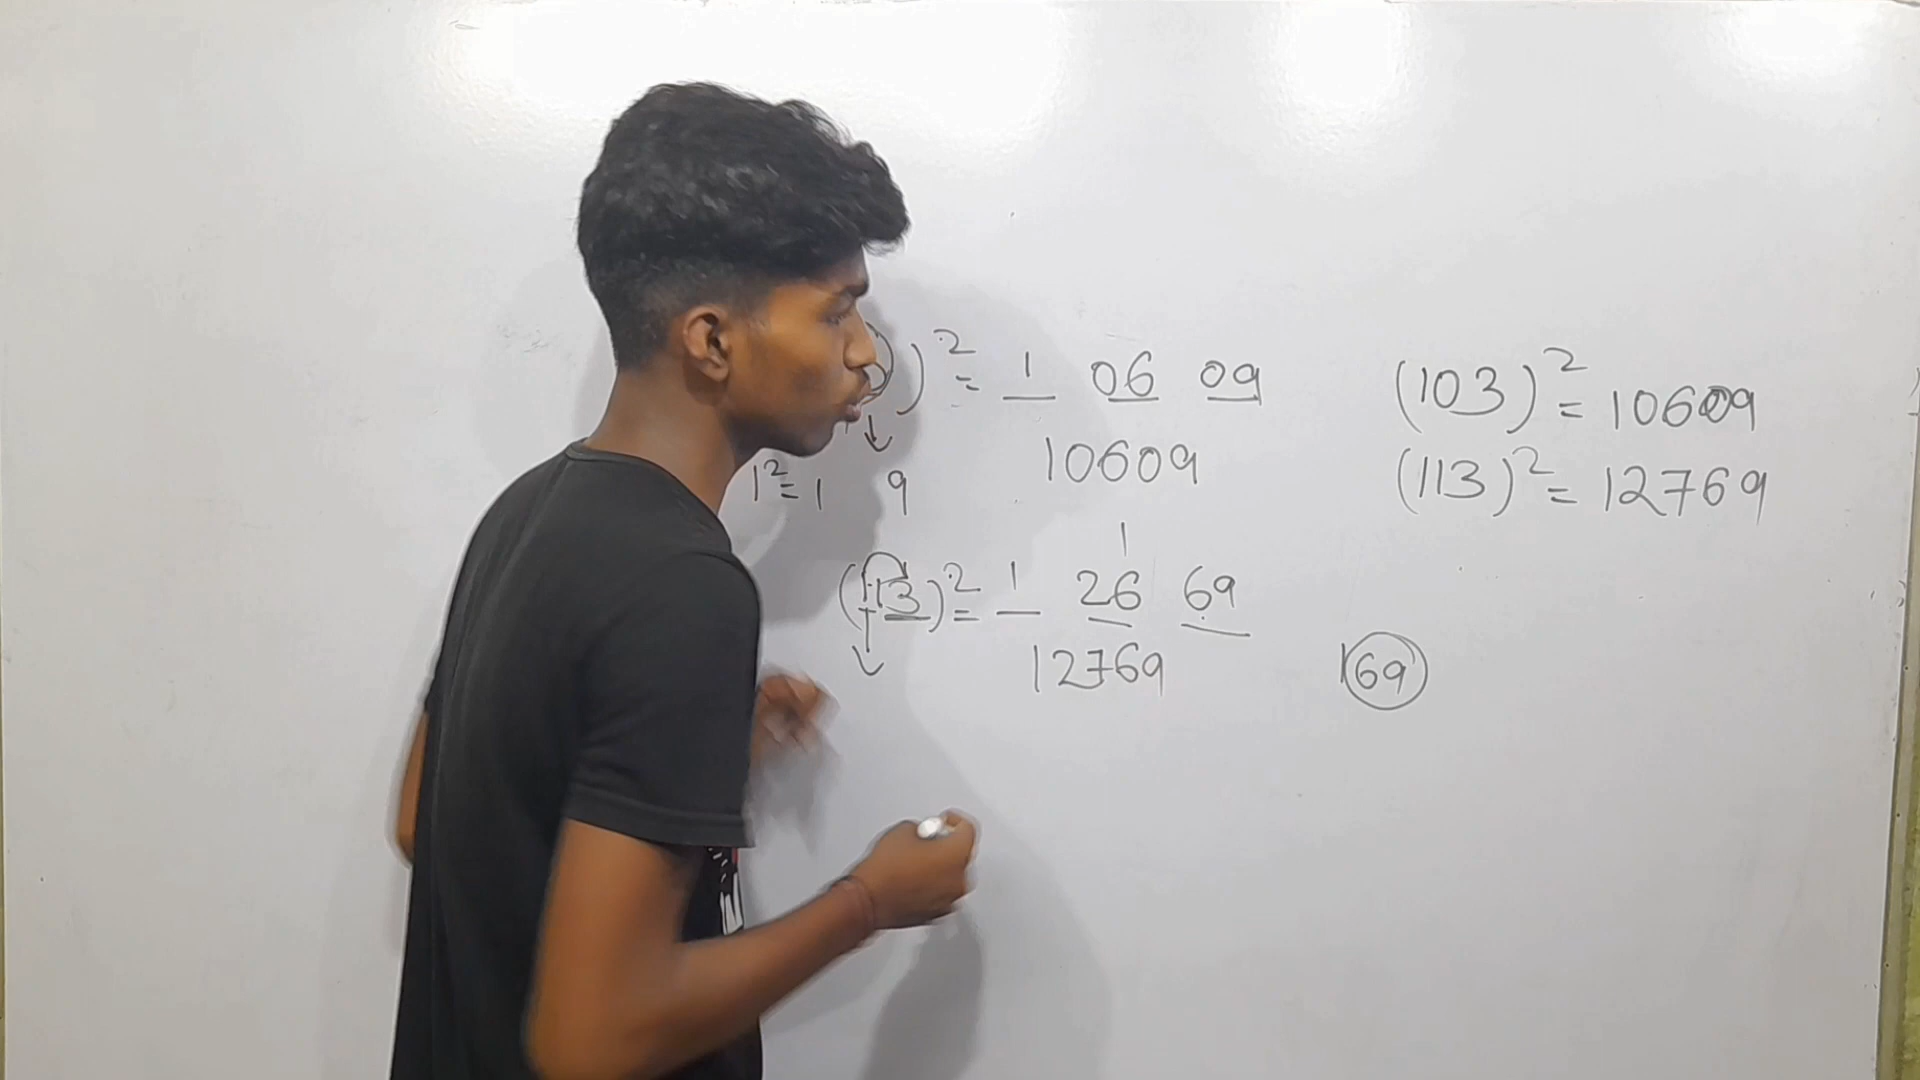 )² = 1 06 09
10609
1² = 1 9
1
(113)² = 1 26 69
12769
169
(103)² = 10609
(113)² = 12769